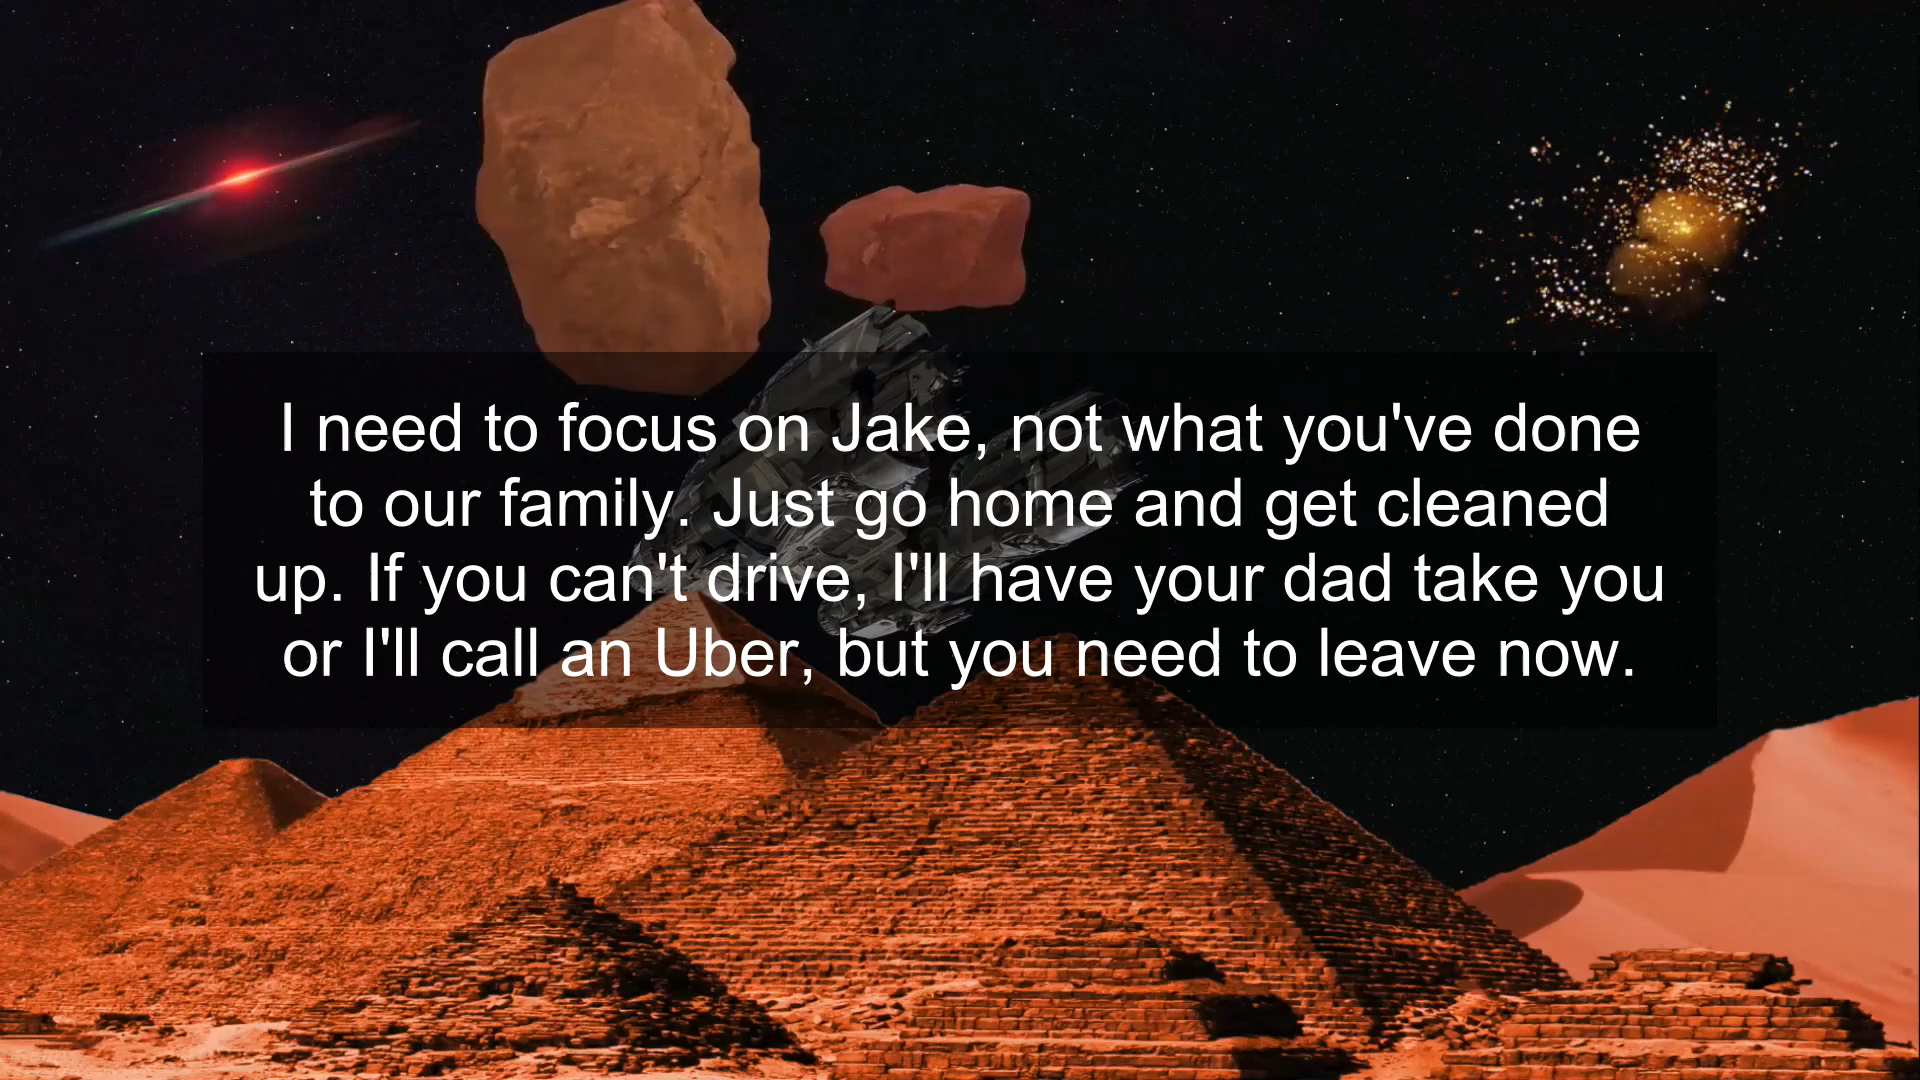 I need to focus on Jake, not what you've done
to our family. Just go home and get cleaned
up. If you can't drive, I'll have your dad take you
or I'll call an Uber, but you need to leave now.